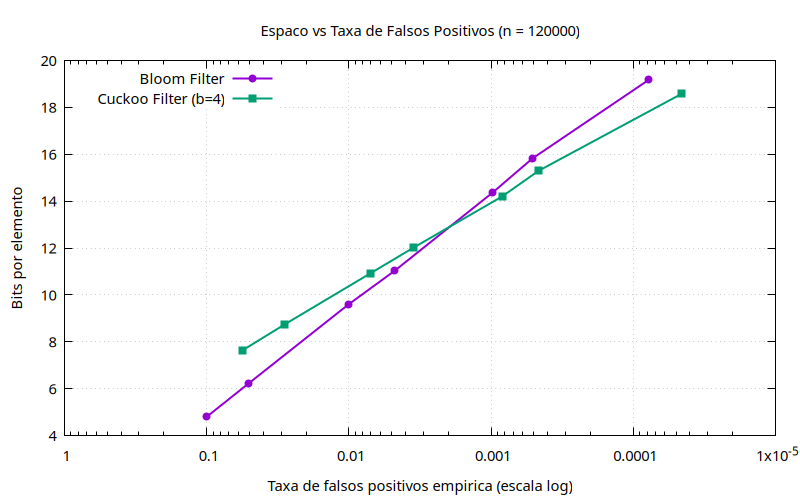 Espaco vs Taxa de Falsos Positivos (n = 120000)
Bloom Filter
Cuckoo Filter (b=4)
Bits por elemento
20
18
16
14
12
10
8
6
4
1 0.1 0.01 0.001 0.0001 1x10-5
Taxa de falsos positivos empirica (escala log)